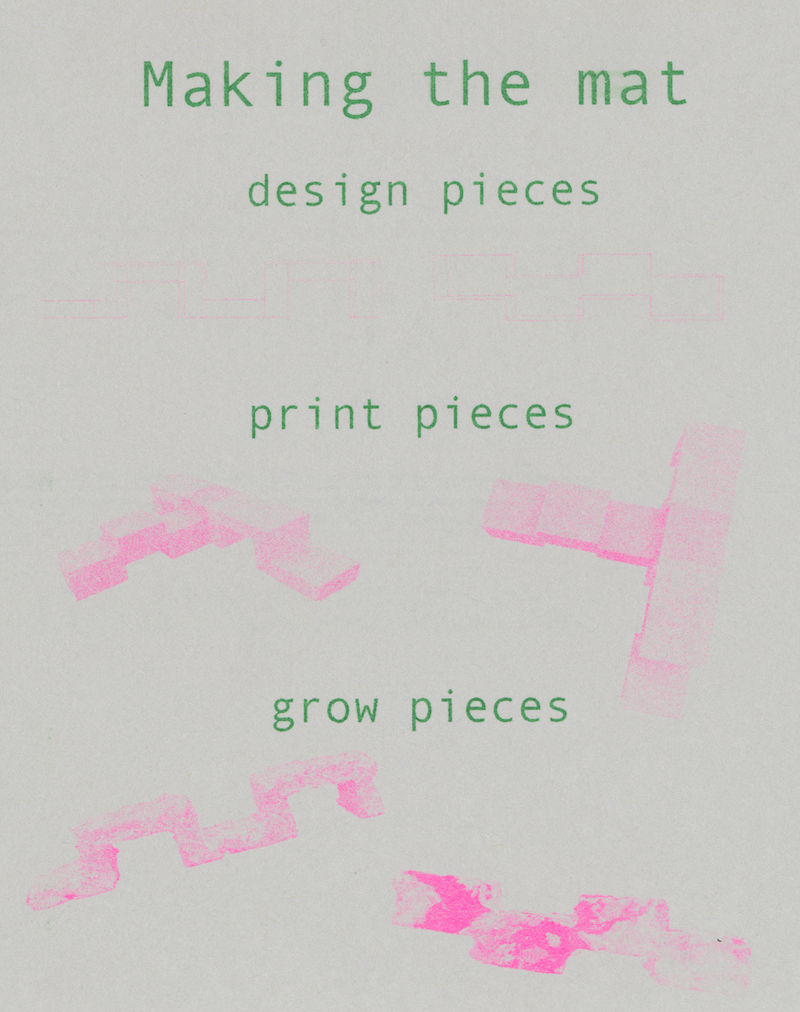 Making the mat
design pieces
print pieces
grow pieces